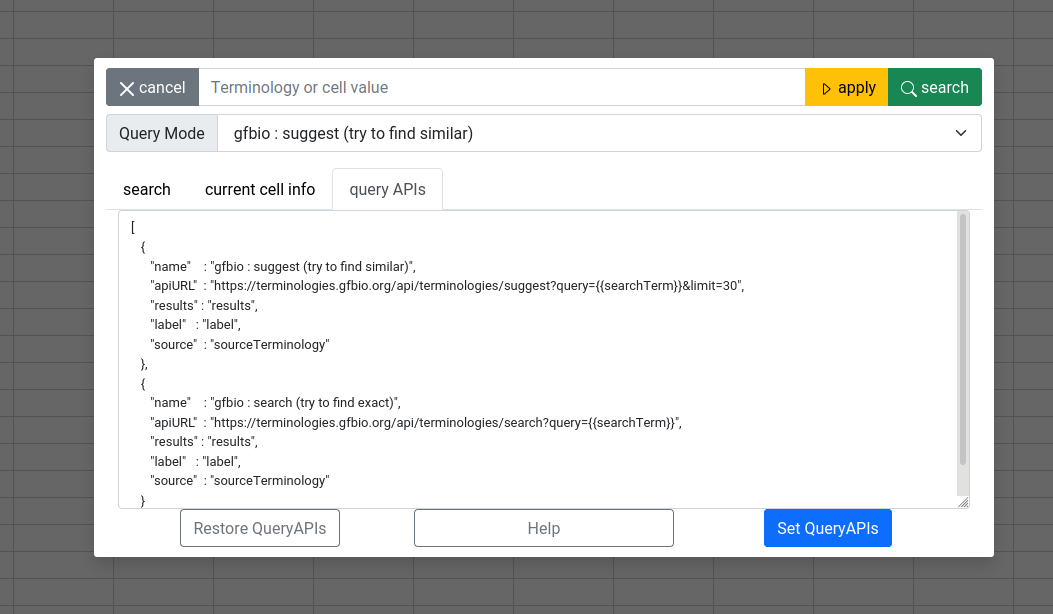 cancel Terminology or cell value apply search
Query Mode gfbio : suggest (try to find similar)
search current cell info query APIs
[
{
"name" : "gfbio : suggest (try to find similar)",
"apiURL" : "https://terminologies.gfbio.org/api/terminologies/suggest?query={{searchTerm}}&limit=30",
"results" : "results",
"label" : "label",
"source" : "sourceTerminology"
},
{
"name" : "gfbio : search (try to find exact)",
"apiURL" : "https://terminologies.gfbio.org/api/terminologies/search?query={{searchTerm}}",
"results" : "results",
"label" : "label",
"source" : "sourceTerminology"
}
Restore QueryAPIs Help Set QueryAPIs